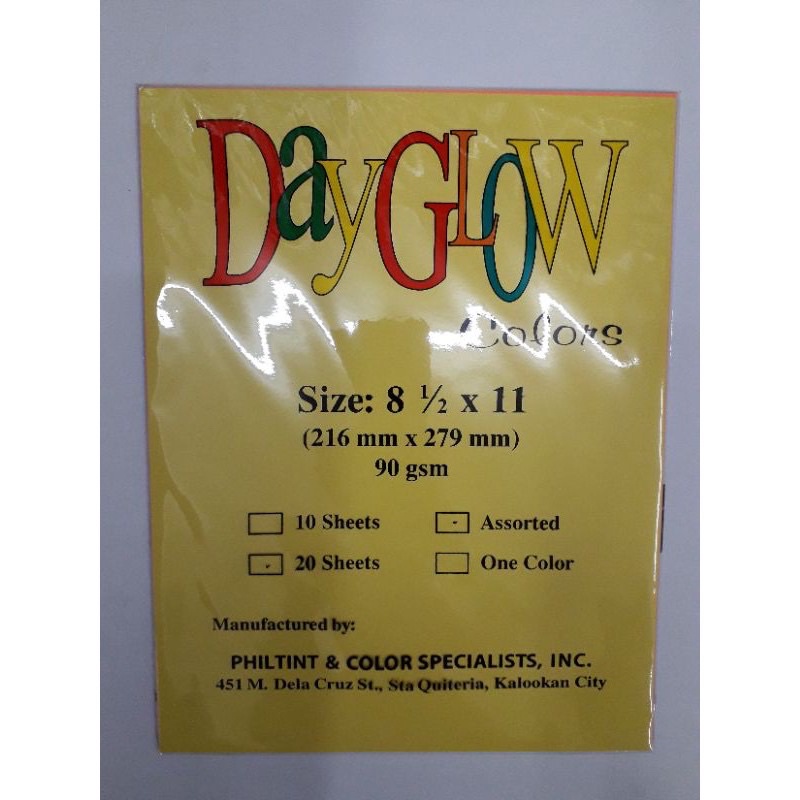 DayGLOW
Colors
Size: 8 ½ x 11
(216 mm x 279 mm)
90 gsm
10 Sheets Assorted
20 Sheets One Color
Manufactured by:
PHILTINT & COLOR SPECIALISTS, INC.
451 M. Dela Cruz St., Sta Quiteria, Kalookan City